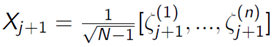 X_{j+1} = \frac{1}{\sqrt{N-1}}[\zeta_{j+1}^{(1)}, ..., \zeta_{j+1}^{(n)}]